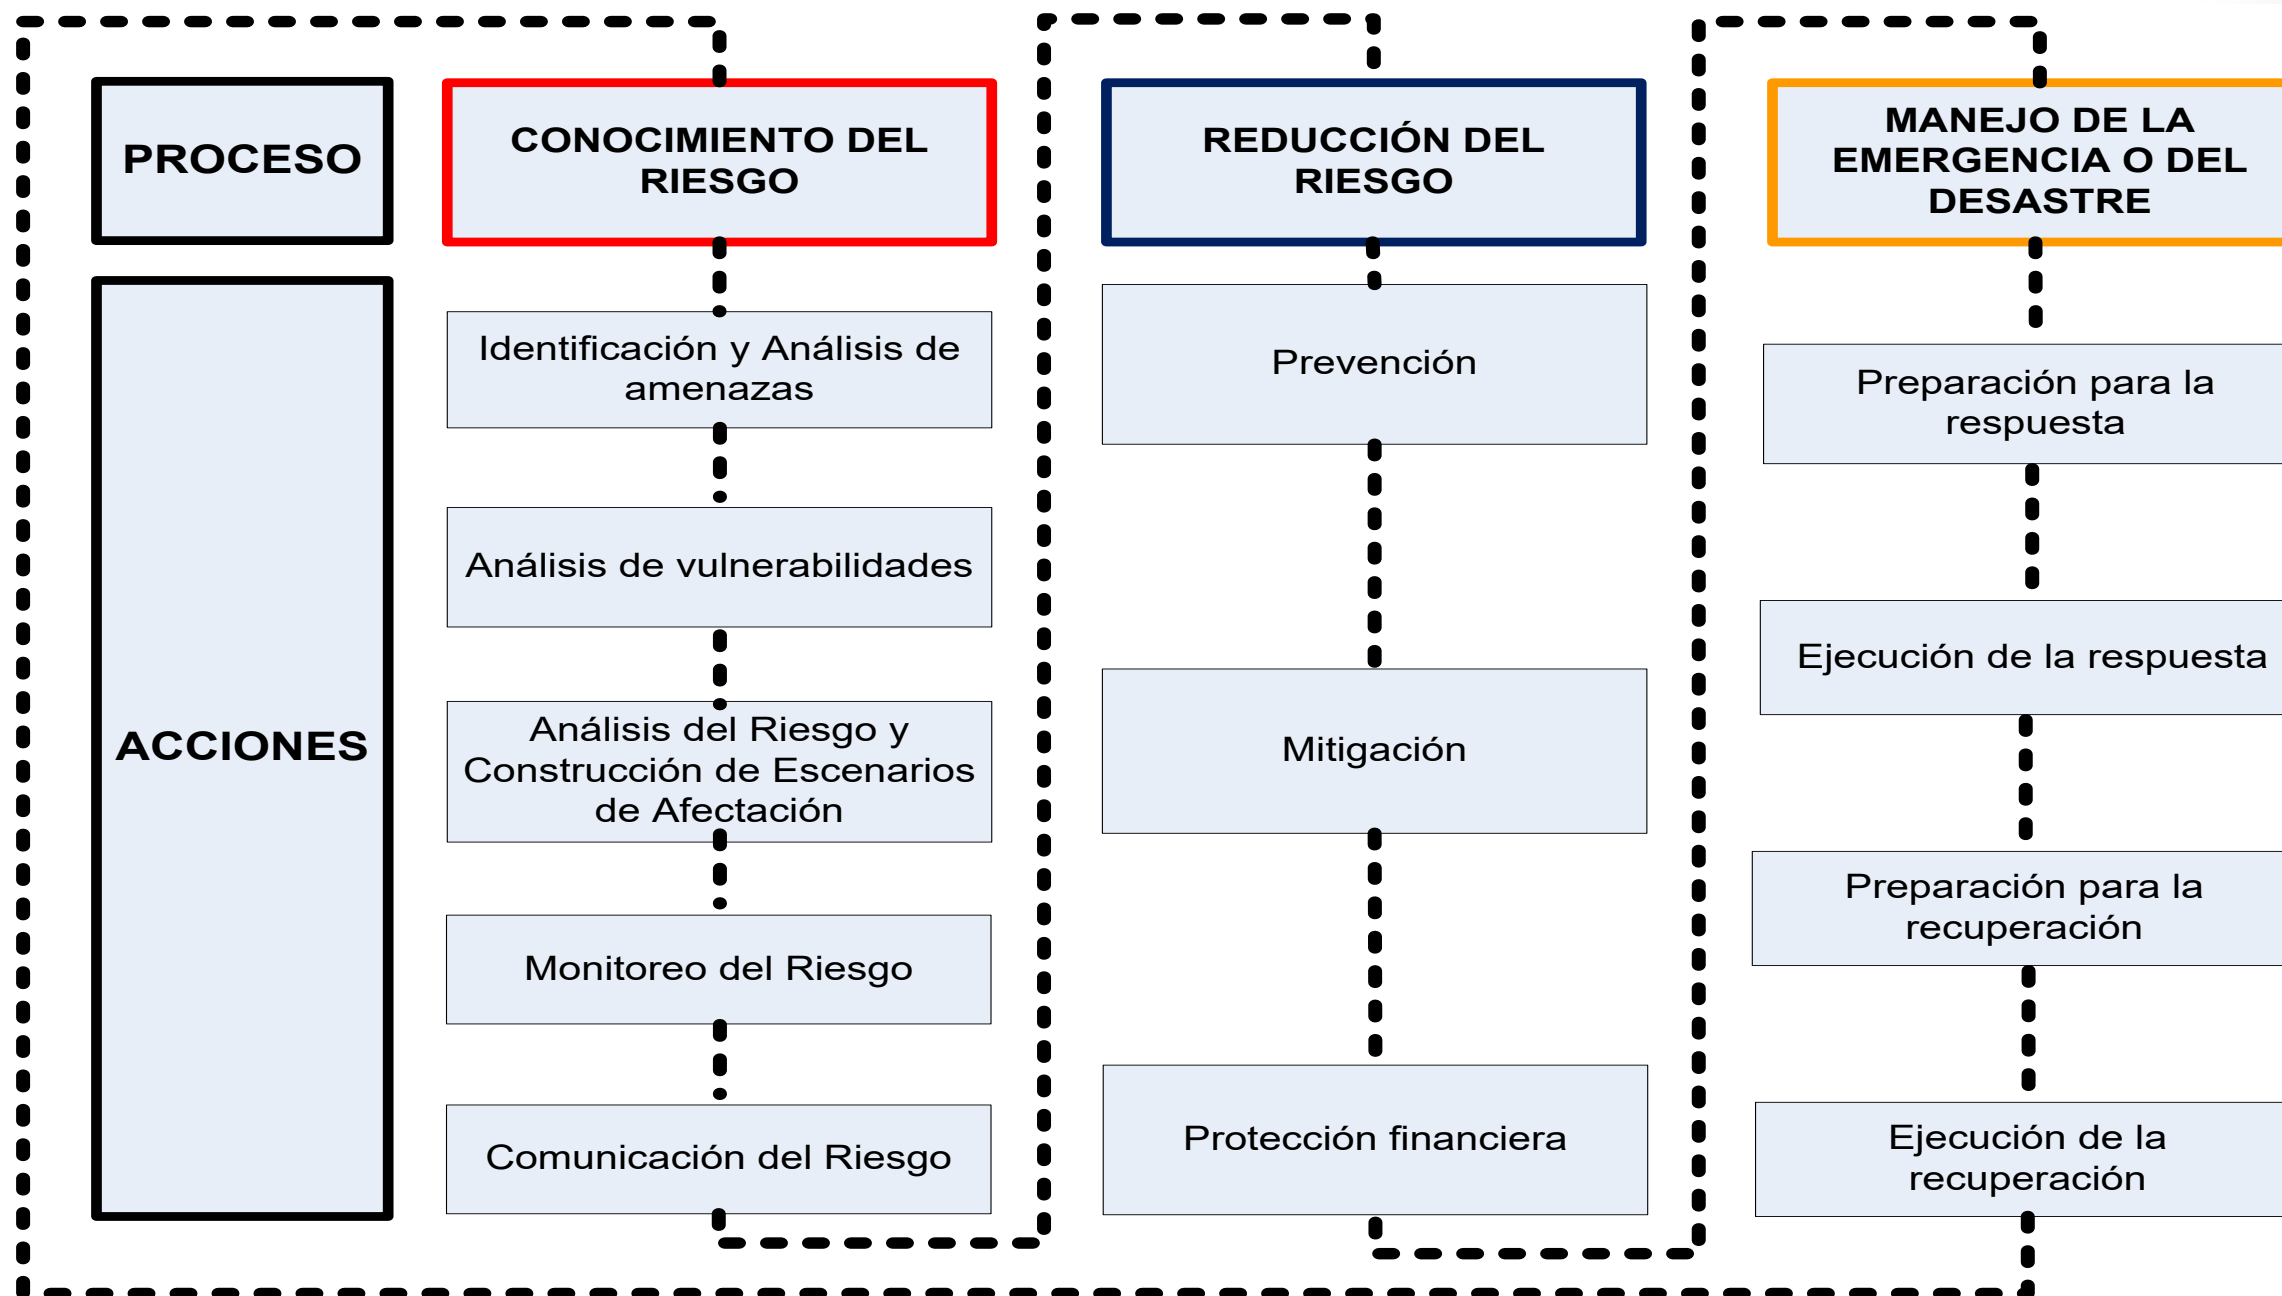 PROCESO
CONOCIMIENTO DEL
RIESGO
REDUCCIÓN DEL
RIESGO
MANEJO DE LA
EMERGENCIA O DEL
DESASTRE
ACCIONES
Identificación y Análisis de
amenazas
Análisis de vulnerabilidades
Análisis del Riesgo y
Construcción de Escenarios
de Afectación
Monitoreo del Riesgo
Comunicación del Riesgo
Prevención
Mitigación
Protección financiera
Preparación para la
respuesta
Ejecución de la respuesta
Preparación para la
recuperación
Ejecución de la
recuperación